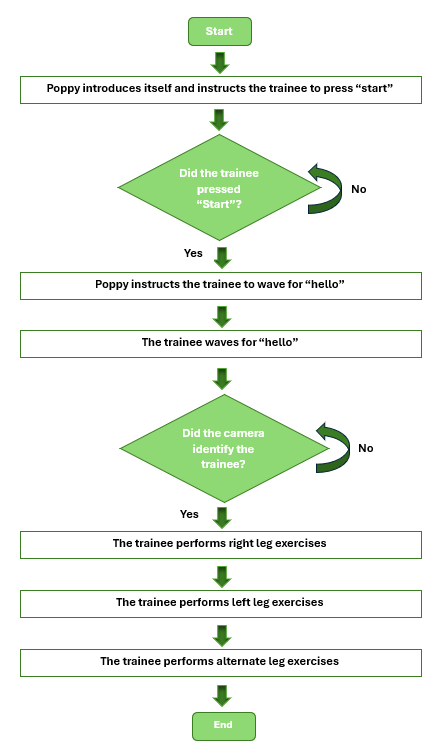 Start
Poppy introduces itself and instructs the trainee to press “start”
Did the trainee
pressed
“Start”?
No
Yes
Poppy instructs the trainee to wave for “hello”
The trainee waves for “hello”
Did the camera
identify the
trainee?
No
Yes
The trainee performs right leg exercises
The trainee performs left leg exercises
The trainee performs alternate leg exercises
End